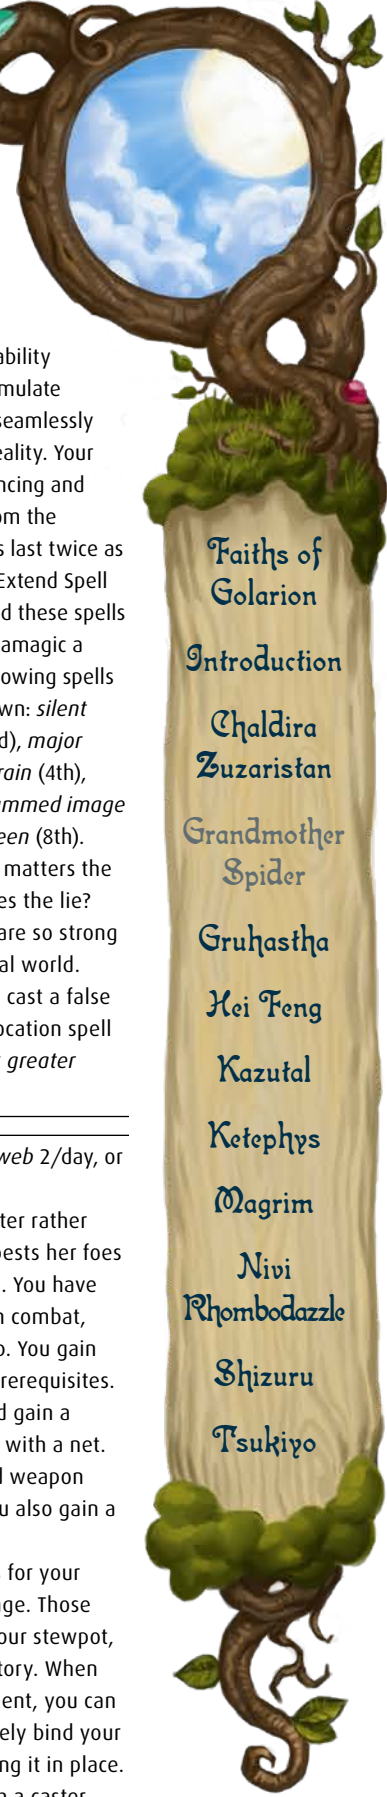 ability
mulate
seamlessly
eality. Your
ncing and
om the
s last twice as
Extend Spell
d these spells
amagic a
owing spells
wn: silent
d), major
rain (4th),
ammed image
een (8th).
matters the
es the lie?
are so strong
al world.
cast a false
ocation spell
greater
web 2/day, or
ter rather
pests her foes
. You have
n combat,
o. You gain
rerequisites.
d gain a
with a net.
l weapon
u also gain a
for your
age. Those
our stewpot,
tory. When
ent, you can
ely bind your
ng it in place.
Faiths of
Golarion
Introduction
Chaldira
Zuzaristan
Grandmother
Spider
Gruhastha
Hei Feng
Kazutal
Ketephys
Magrim
Nivi
Rhombodazzle
Shizuru
Tsukiyo